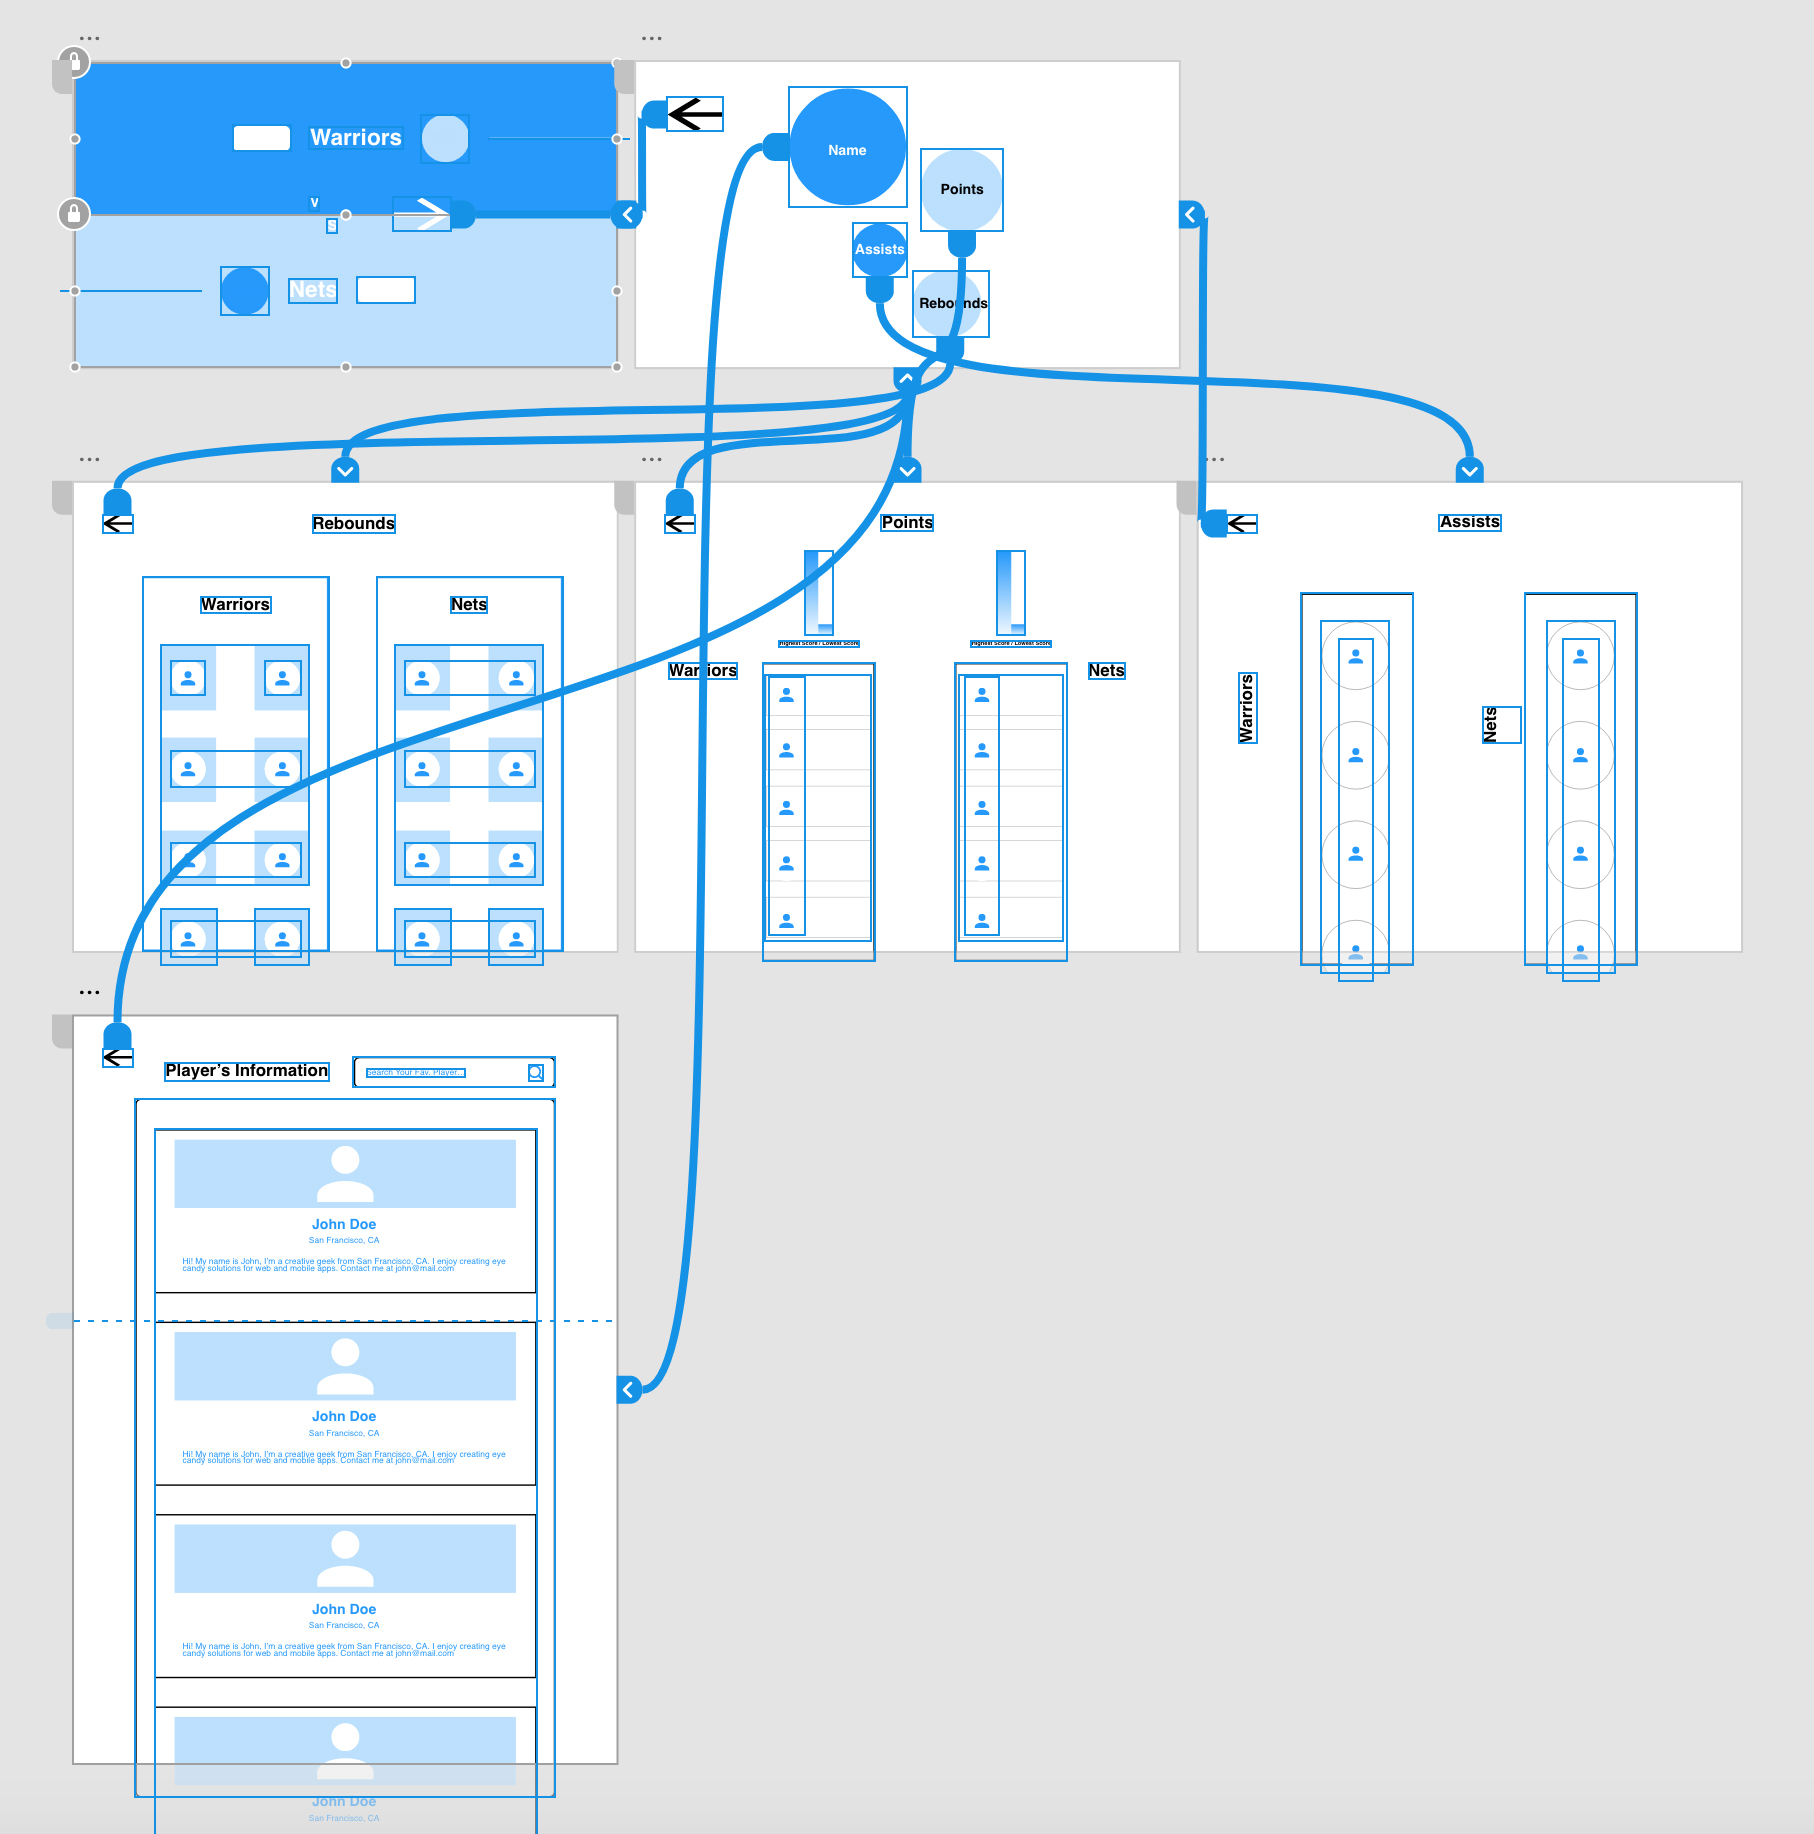 Warriors
v
s
Nets
Name
Points
Assists
Rebounds
Rebounds
Warriors
Nets
Points
Highest Score / Lowest Score
Highest Score / Lowest Score
Warriors
Nets
Assists
Warriors
Nets
Player's Information
Search Your Fav. Player...
John Doe
San Francisco, CA
Hi! My name is John, I'm a creative geek from San Francisco, CA. I enjoy creating eye
candy solutions for web and mobile apps. Contact me at john@mail.com
John Doe
San Francisco, CA
Hi! My name is John, I'm a creative geek from San Francisco, CA. I enjoy creating eye
candy solutions for web and mobile apps. Contact me at john@mail.com
John Doe
San Francisco, CA
Hi! My name is John, I'm a creative geek from San Francisco, CA. I enjoy creating eye
candy solutions for web and mobile apps. Contact me at john@mail.com
John Doe
San Francisco, CA